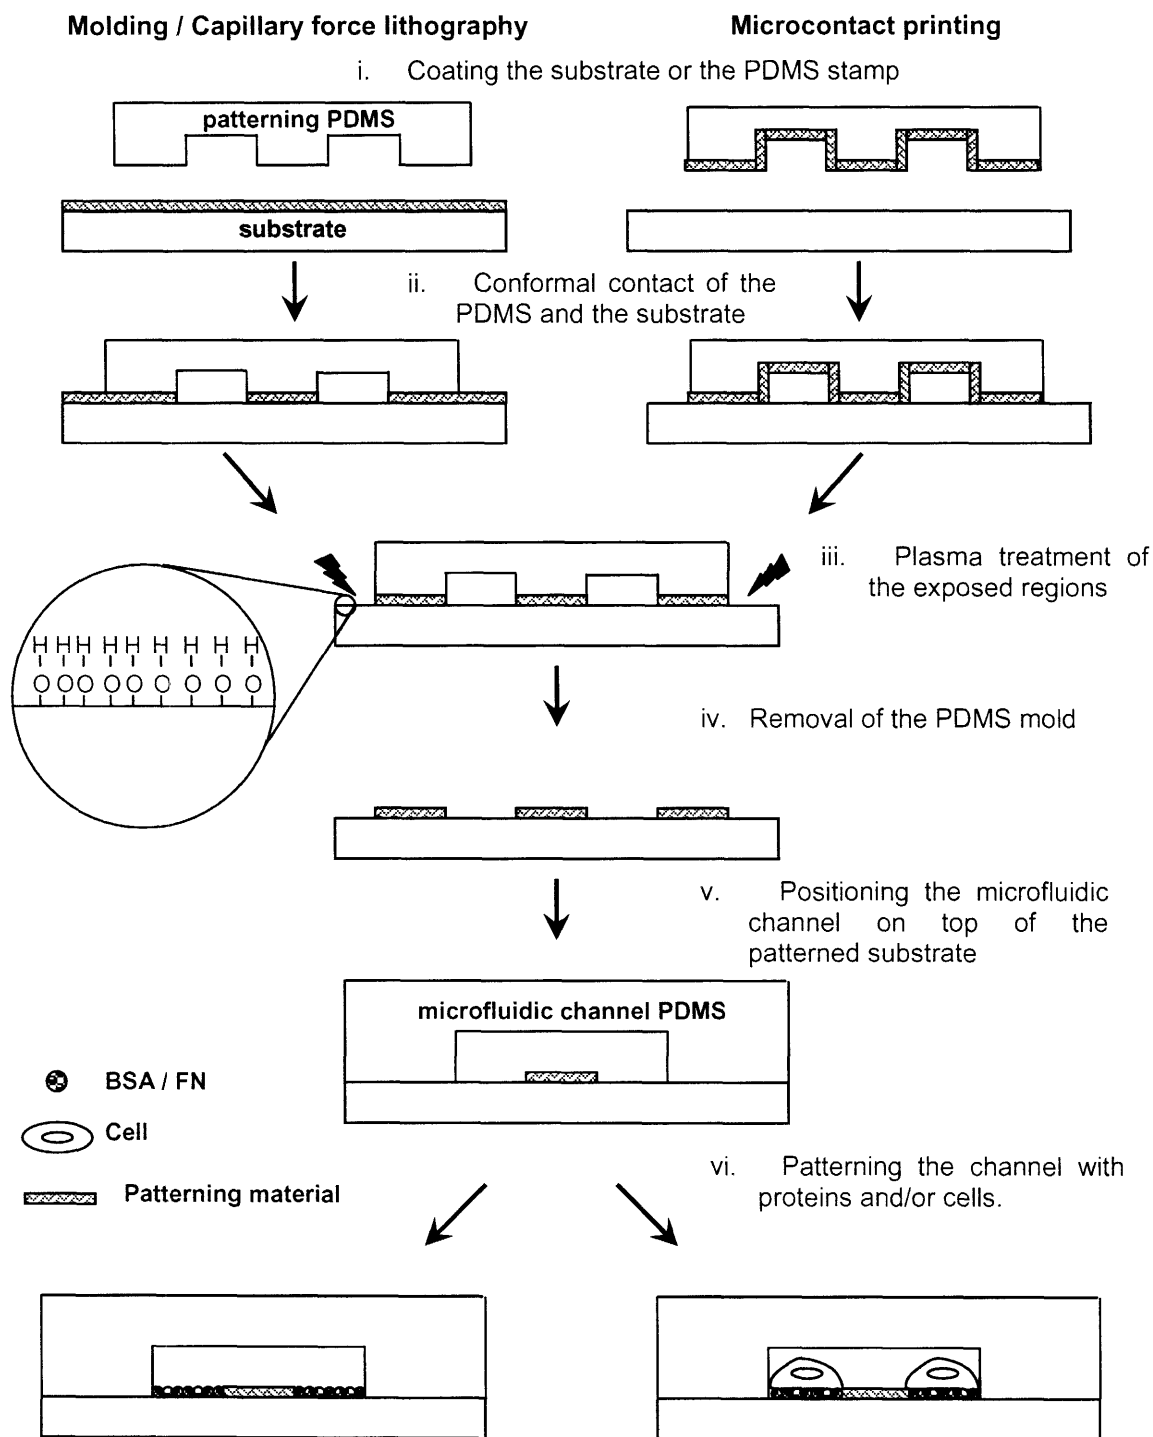 Molding / Capillary force lithography
Microcontact printing
i. Coating the substrate or the PDMS stamp
patterning PDMS
substrate
ii. Conformal contact of the
PDMS and the substrate
iii. Plasma treatment of
the exposed regions
H H H H H H H H H
O O O O O O O O O
iv. Removal of the PDMS mold
v. Positioning the microfluidic
channel on top of the
patterned substrate
microfluidic channel PDMS
BSA / FN
Cell
Patterning material
vi. Patterning the channel with
proteins and/or cells.